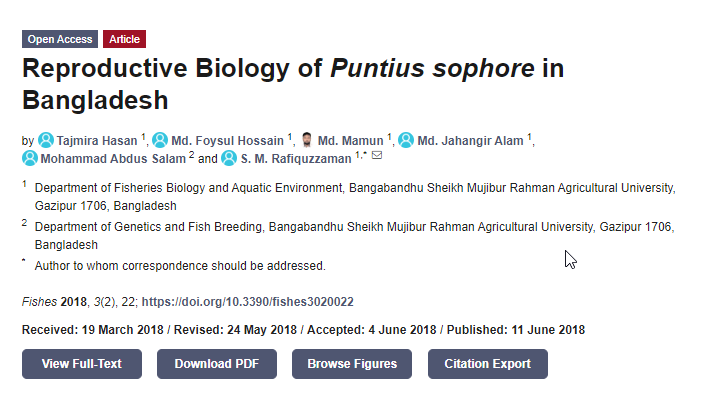 Open Access Article
Reproductive Biology of Puntius sophore in
Bangladesh
by Tajmira Hasan 1, Md. Foysul Hossain 1, Md. Mamun 1, Md. Jahangir Alam 1,
Mohammad Abdus Salam 2 and S. M. Rafiquzzaman 1,*
1 Department of Fisheries Biology and Aquatic Environment, Bangabandhu Sheikh Mujibur Rahman Agricultural University,
Gazipur 1706, Bangladesh
2 Department of Genetics and Fish Breeding, Bangabandhu Sheikh Mujibur Rahman Agricultural University, Gazipur 1706,
Bangladesh
* Author to whom correspondence should be addressed.
Fishes 2018, 3(2), 22; https://doi.org/10.3390/fishes3020022
Received: 19 March 2018 / Revised: 24 May 2018 / Accepted: 4 June 2018 / Published: 11 June 2018
View Full-Text Download PDF Browse Figures Citation Export